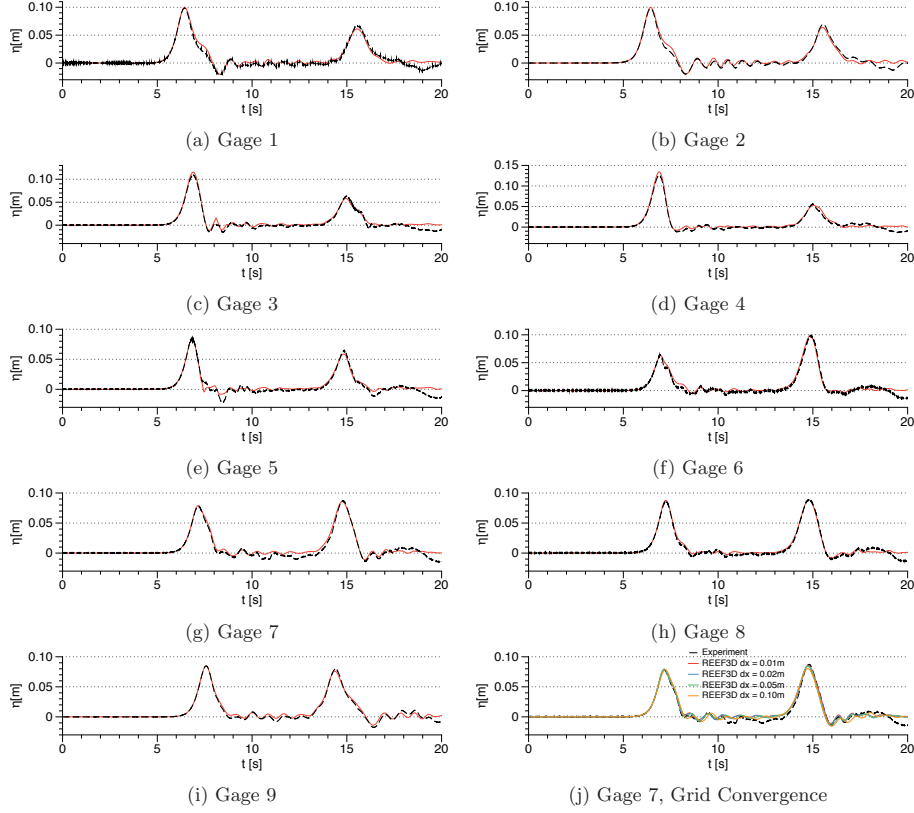 0.10
0.05
0
η[m]
0 5 10 15 20
t [s]
(a) Gage 1
0.10
0.05
0
η[m]
0 5 10 15 20
t [s]
(b) Gage 2
0.10
0.05
0
η[m]
0 5 10 15 20
t [s]
(c) Gage 3
0.15
0.10
0.05
0
η[m]
0 5 10 15 20
t [s]
(d) Gage 4
0.10
0.05
0
η[m]
0 5 10 15 20
t [s]
(e) Gage 5
0.10
0.05
0
η[m]
0 5 10 15 20
t [s]
(f) Gage 6
0.10
0.05
0
η[m]
0 5 10 15 20
t [s]
(g) Gage 7
0.10
0.05
0
η[m]
0 5 10 15 20
t [s]
(h) Gage 8
0.10
0.05
0
η[m]
0 5 10 15 20
t [s]
(i) Gage 9
Experiment
REEF3D dx = 0.01m
REEF3D dx = 0.02m
REEF3D dx = 0.05m
REEF3D dx = 0.10m
0.10
0.05
0
η[m]
0 5 10 15 20
t [s]
(j) Gage 7, Grid Convergence